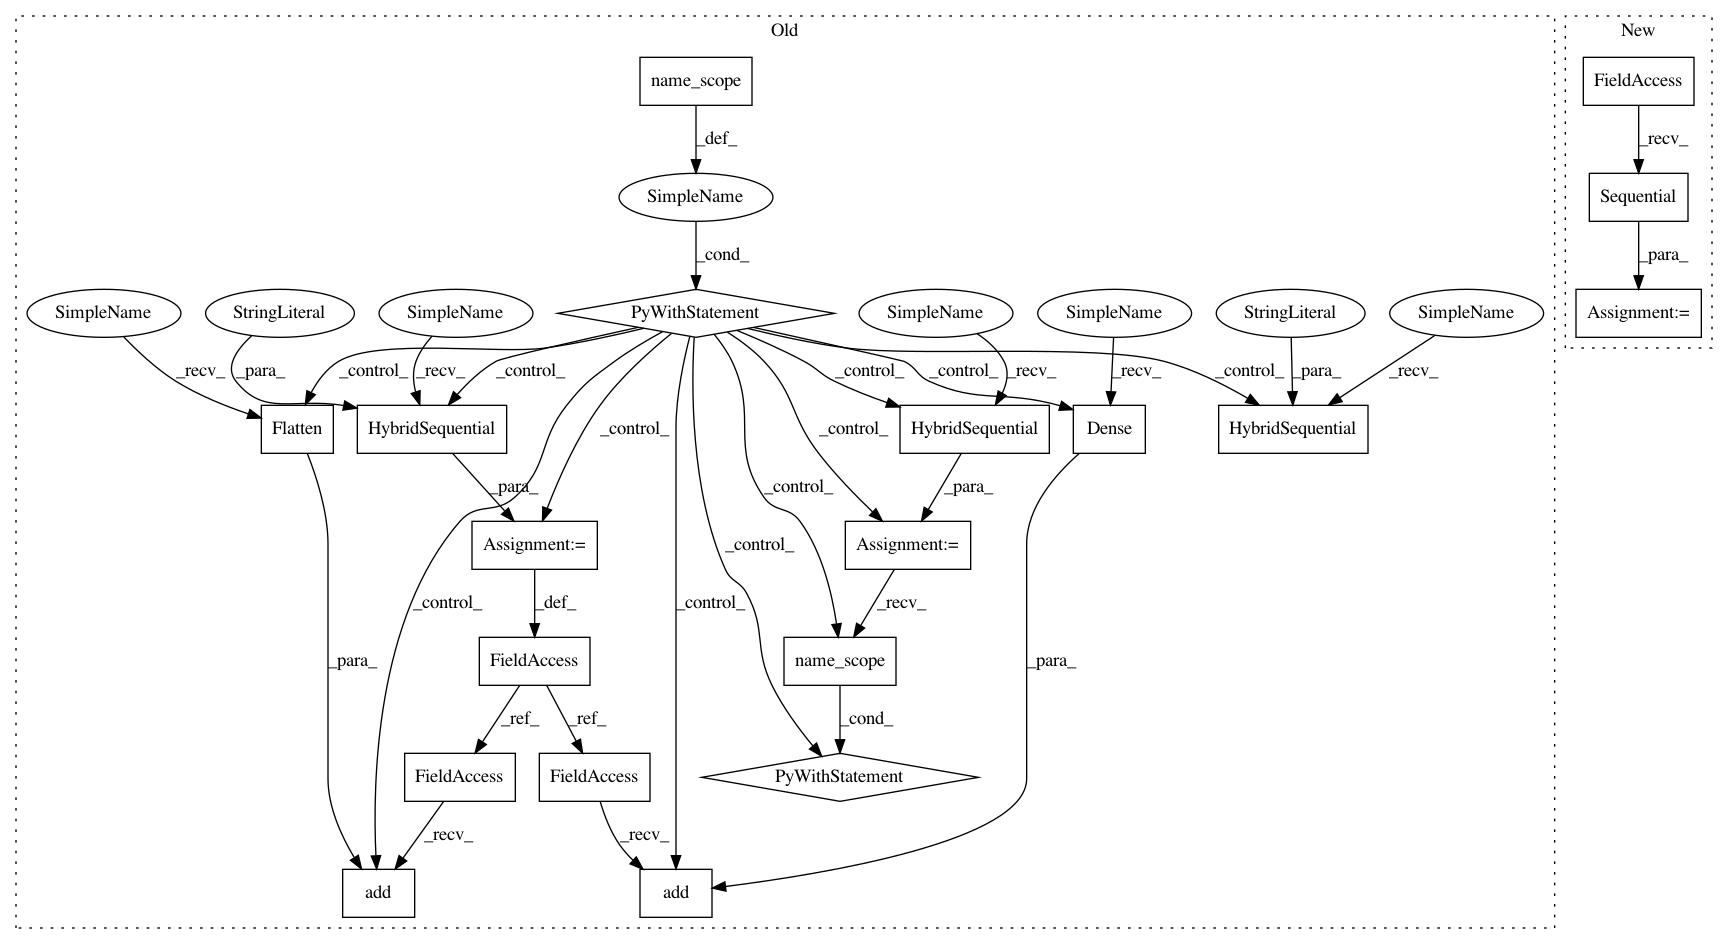 Old
New
name_scope
FieldAccess
_def_
_recv_
SimpleName
Sequential
_cond_
_para_
SimpleName
StringLiteral
SimpleName
PyWithStatement
SimpleName
SimpleName
StringLiteral
SimpleName
Assignment:=
_recv_
_para_
_control_
_recv_
_control_
_control_
_recv_
_control_
_recv_
_control_
_para_
_recv_
Flatten
HybridSequential
_control_
_control_
HybridSequential
Dense
HybridSequential
_para_
_control_
_para_
Assignment:=
_control_
Assignment:=
_control_
_def_
_control_
_recv_
_para_
FieldAccess
name_scope
_para_
_ref_
_ref_
_cond_
FieldAccess
FieldAccess
PyWithStatement
_recv_
_recv_
add
add